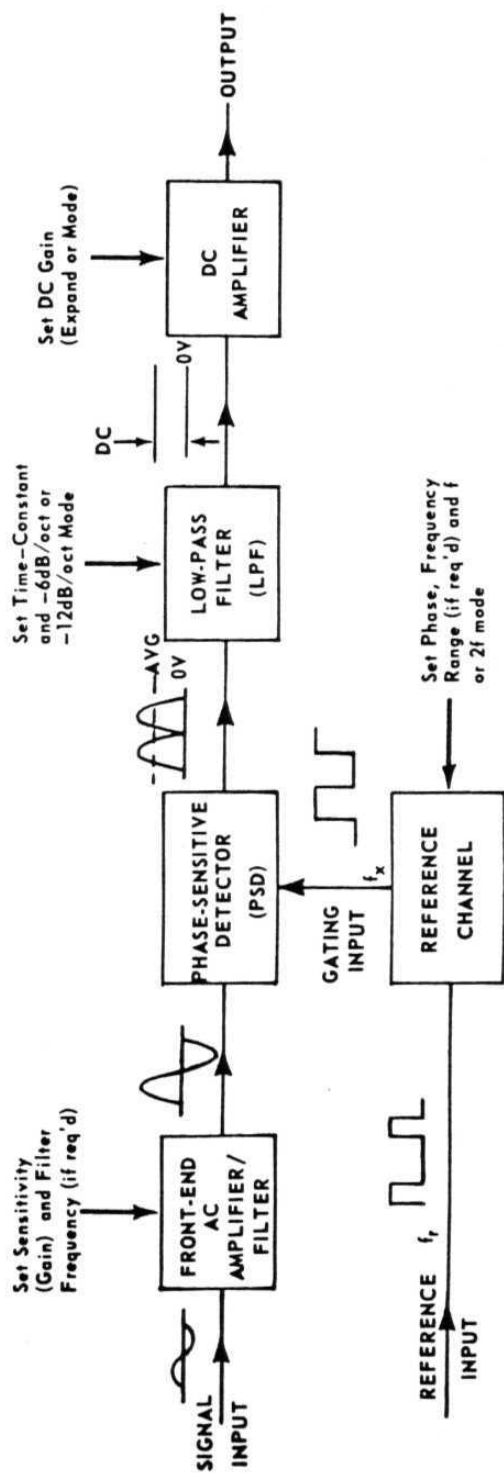 Set Sensitivity
(Gain) and Filter
Frequency (if req'd)
Set Time-Constant
and -6dB/oct or
-12dB/oct Mode
Set DC Gain
(Expand or Mode)
SIGNAL
INPUT
FRONT-END
AC
AMPLIFIER/
FILTER
PHASE-SENSITIVE
DETECTOR
(PSD)
AVG
0V
LOW-PASS
FILTER
(LPF)
DC
0V
DC
AMPLIFIER
OUTPUT
GATING
INPUT
fx
REFERENCE
INPUT
fr
REFERENCE
CHANNEL
Set Phase, Frequency
Range (if req'd) and f
or 2f mode